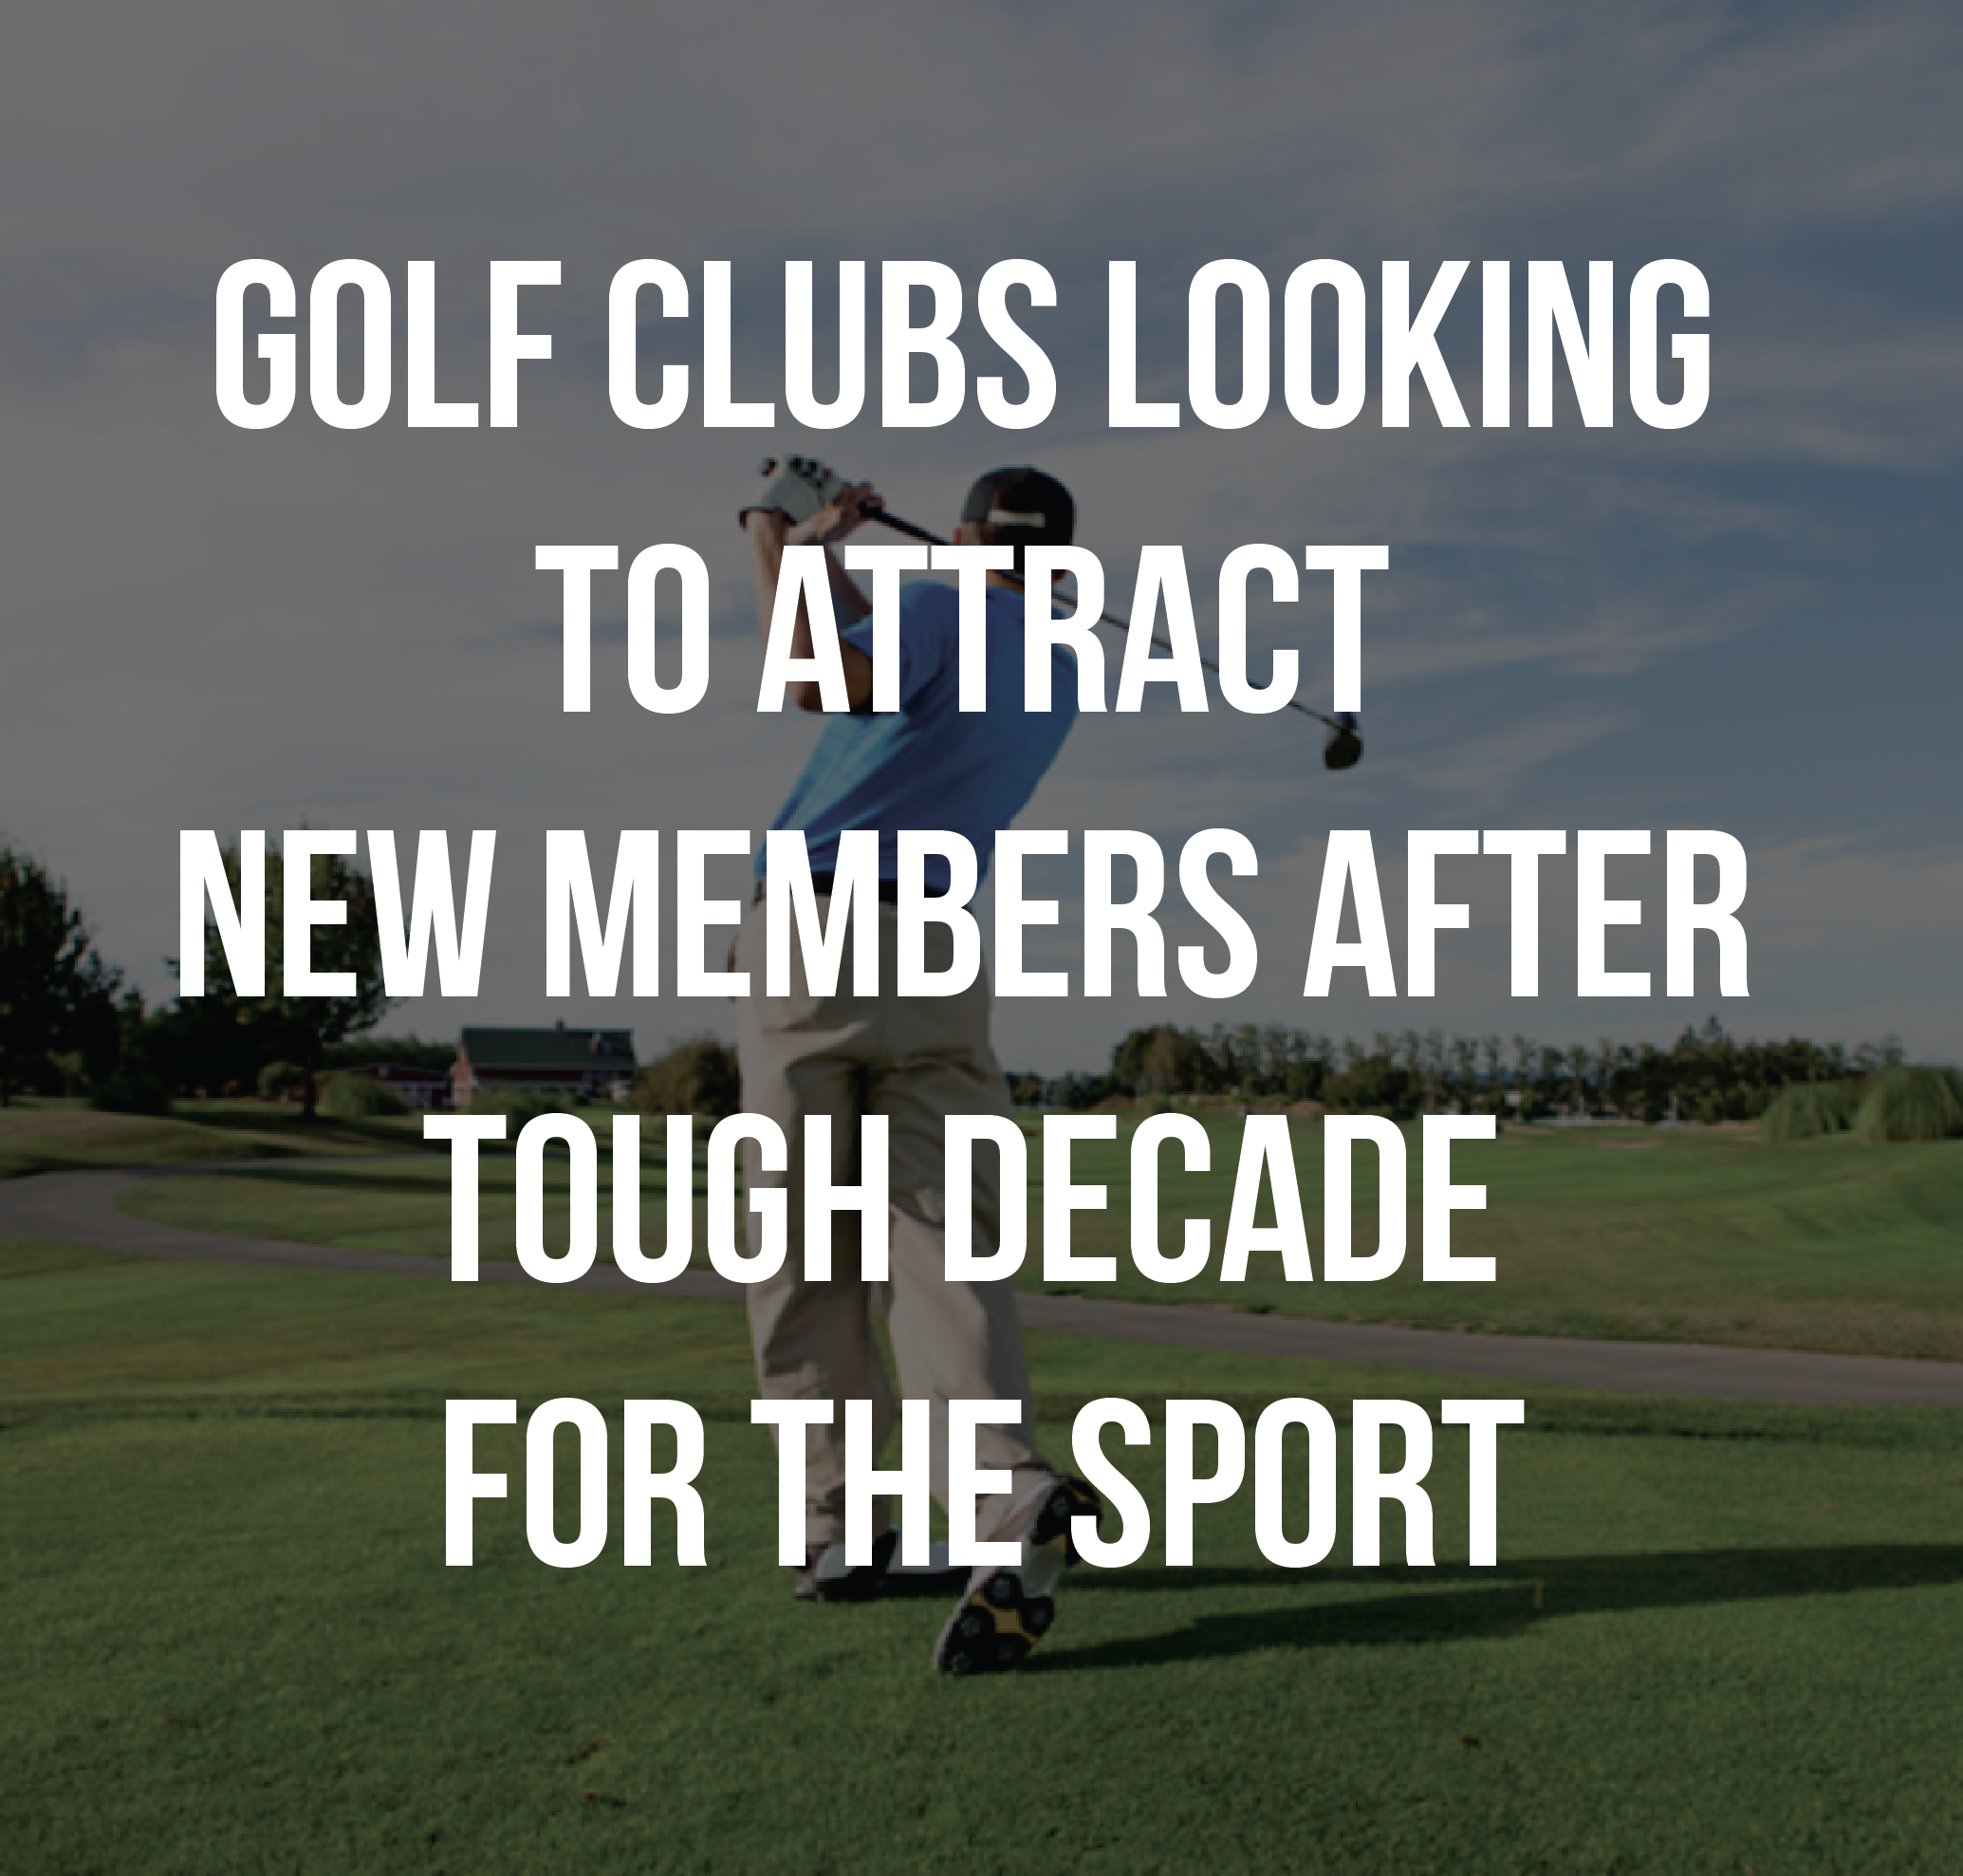 GOLF CLUBS LOOKING
TO ATTRACT
NEW MEMBERS AFTER
TOUGH DECADE
FOR THE SPORT